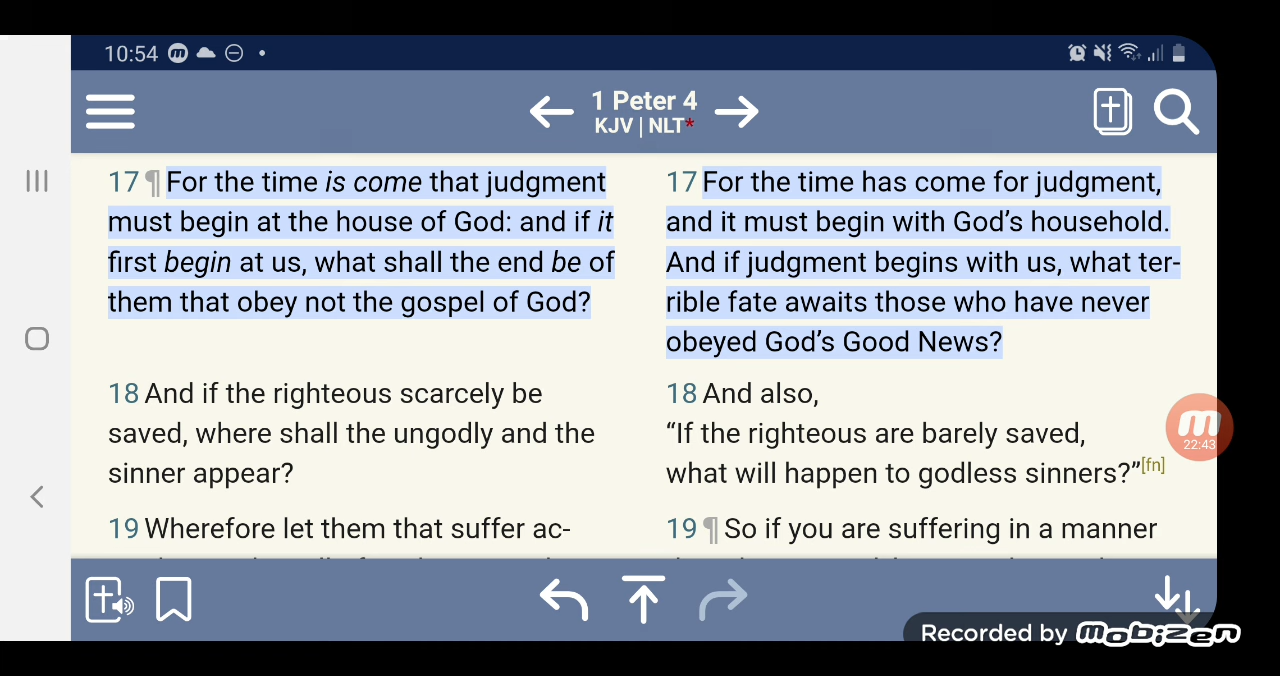 10:54
1 Peter 4
KJV | NLT*
17 ¶ For the time is come that judgment
must begin at the house of God: and if it
first begin at us, what shall the end be of
them that obey not the gospel of God?
18 And if the righteous scarcely be
saved, where shall the ungodly and the
sinner appear?
19 Wherefore let them that suffer ac-
17 For the time has come for judgment,
and it must begin with God’s household.
And if judgment begins with us, what ter-
rible fate awaits those who have never
obeyed God’s Good News?
18 And also,
“If the righteous are barely saved,
what will happen to godless sinners?”[fn]
19 ¶ So if you are suffering in a manner
22:43
Recorded by Mobizen